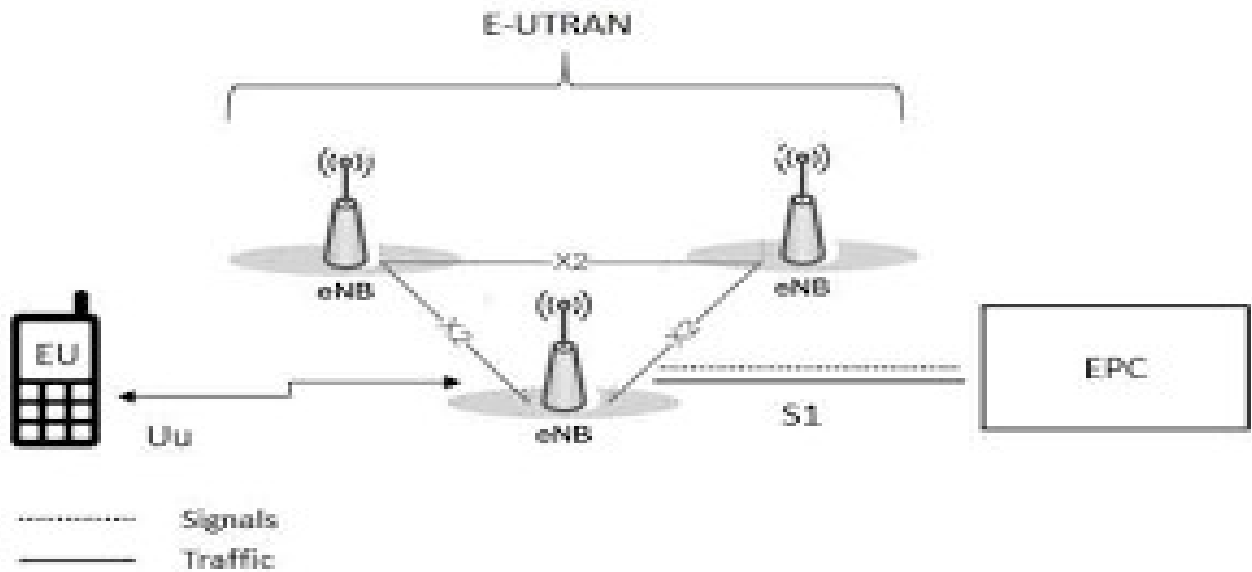 E-UTRAN
eNB
X2
eNB
X2
X2
EU
eNB
Uu
S1
EPC
Signals
Traffic